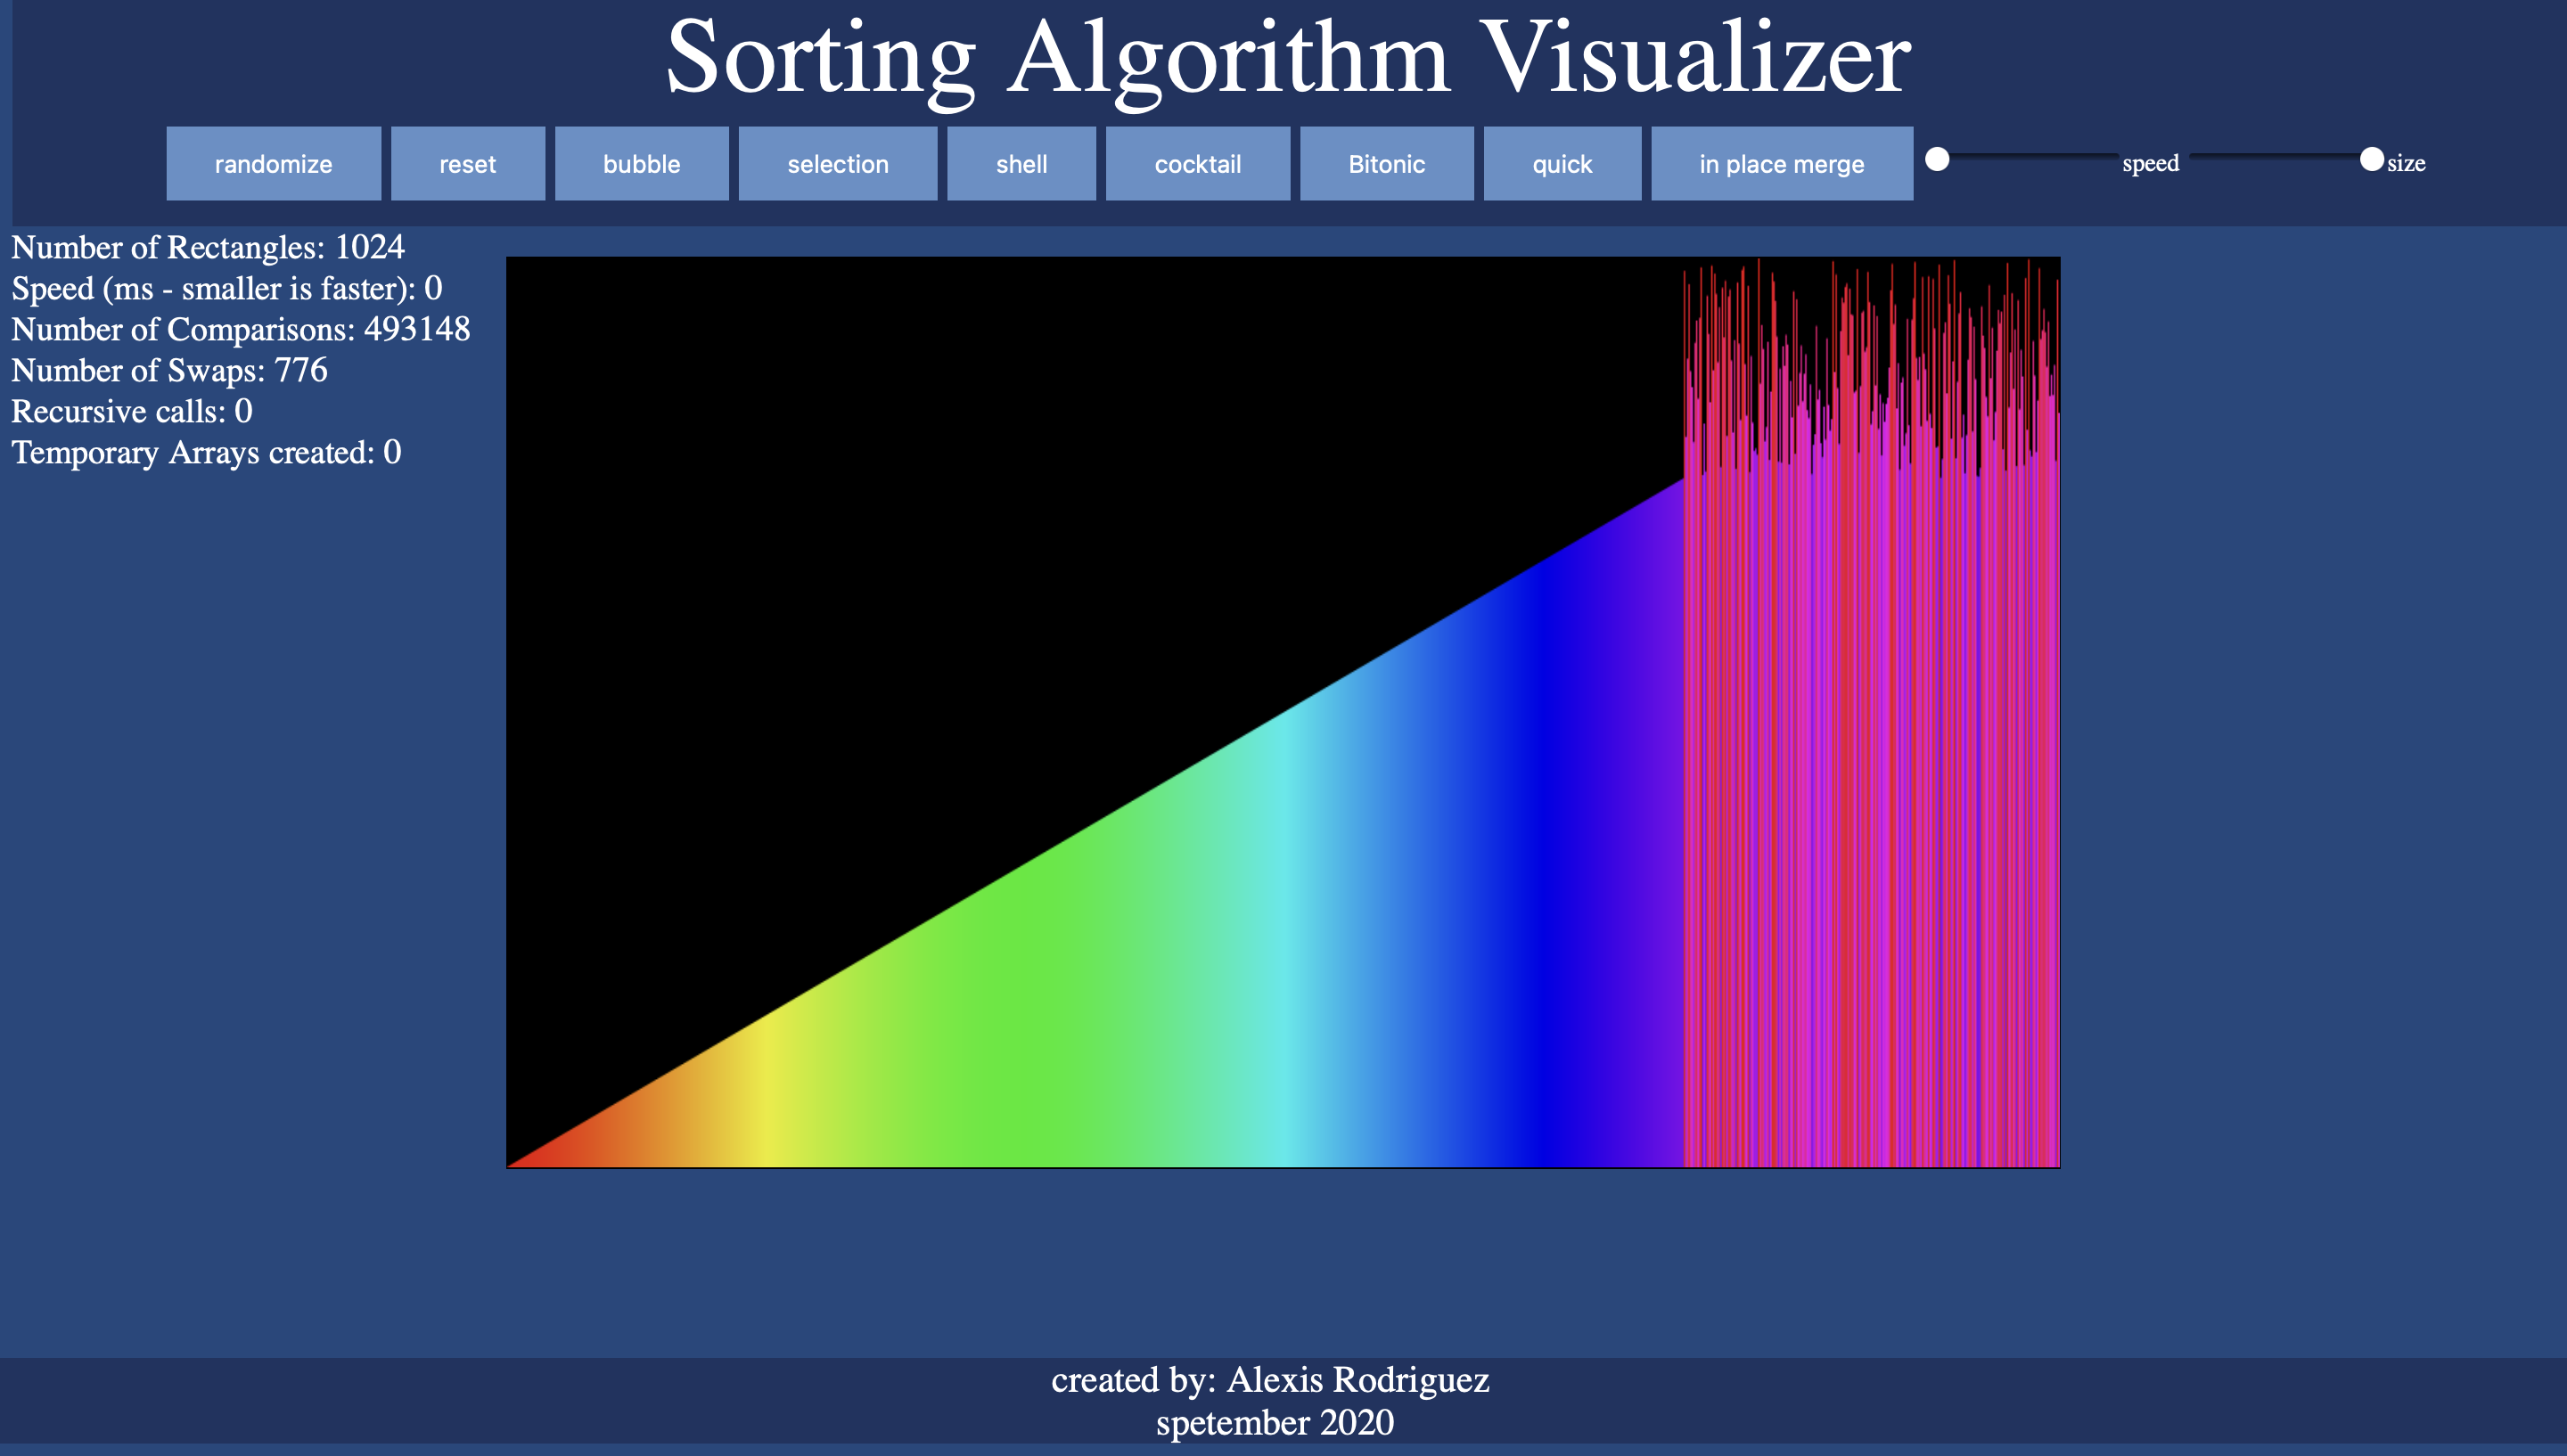 Sorting Algorithm Visualizer
randomize reset bubble selection shell cocktail Bitonic quick in place merge speed size
Number of Rectangles: 1024
Speed (ms - smaller is faster): 0
Number of Comparisons: 493148
Number of Swaps: 776
Recursive calls: 0
Temporary Arrays created: 0
created by: Alexis Rodriguez
spetember 2020